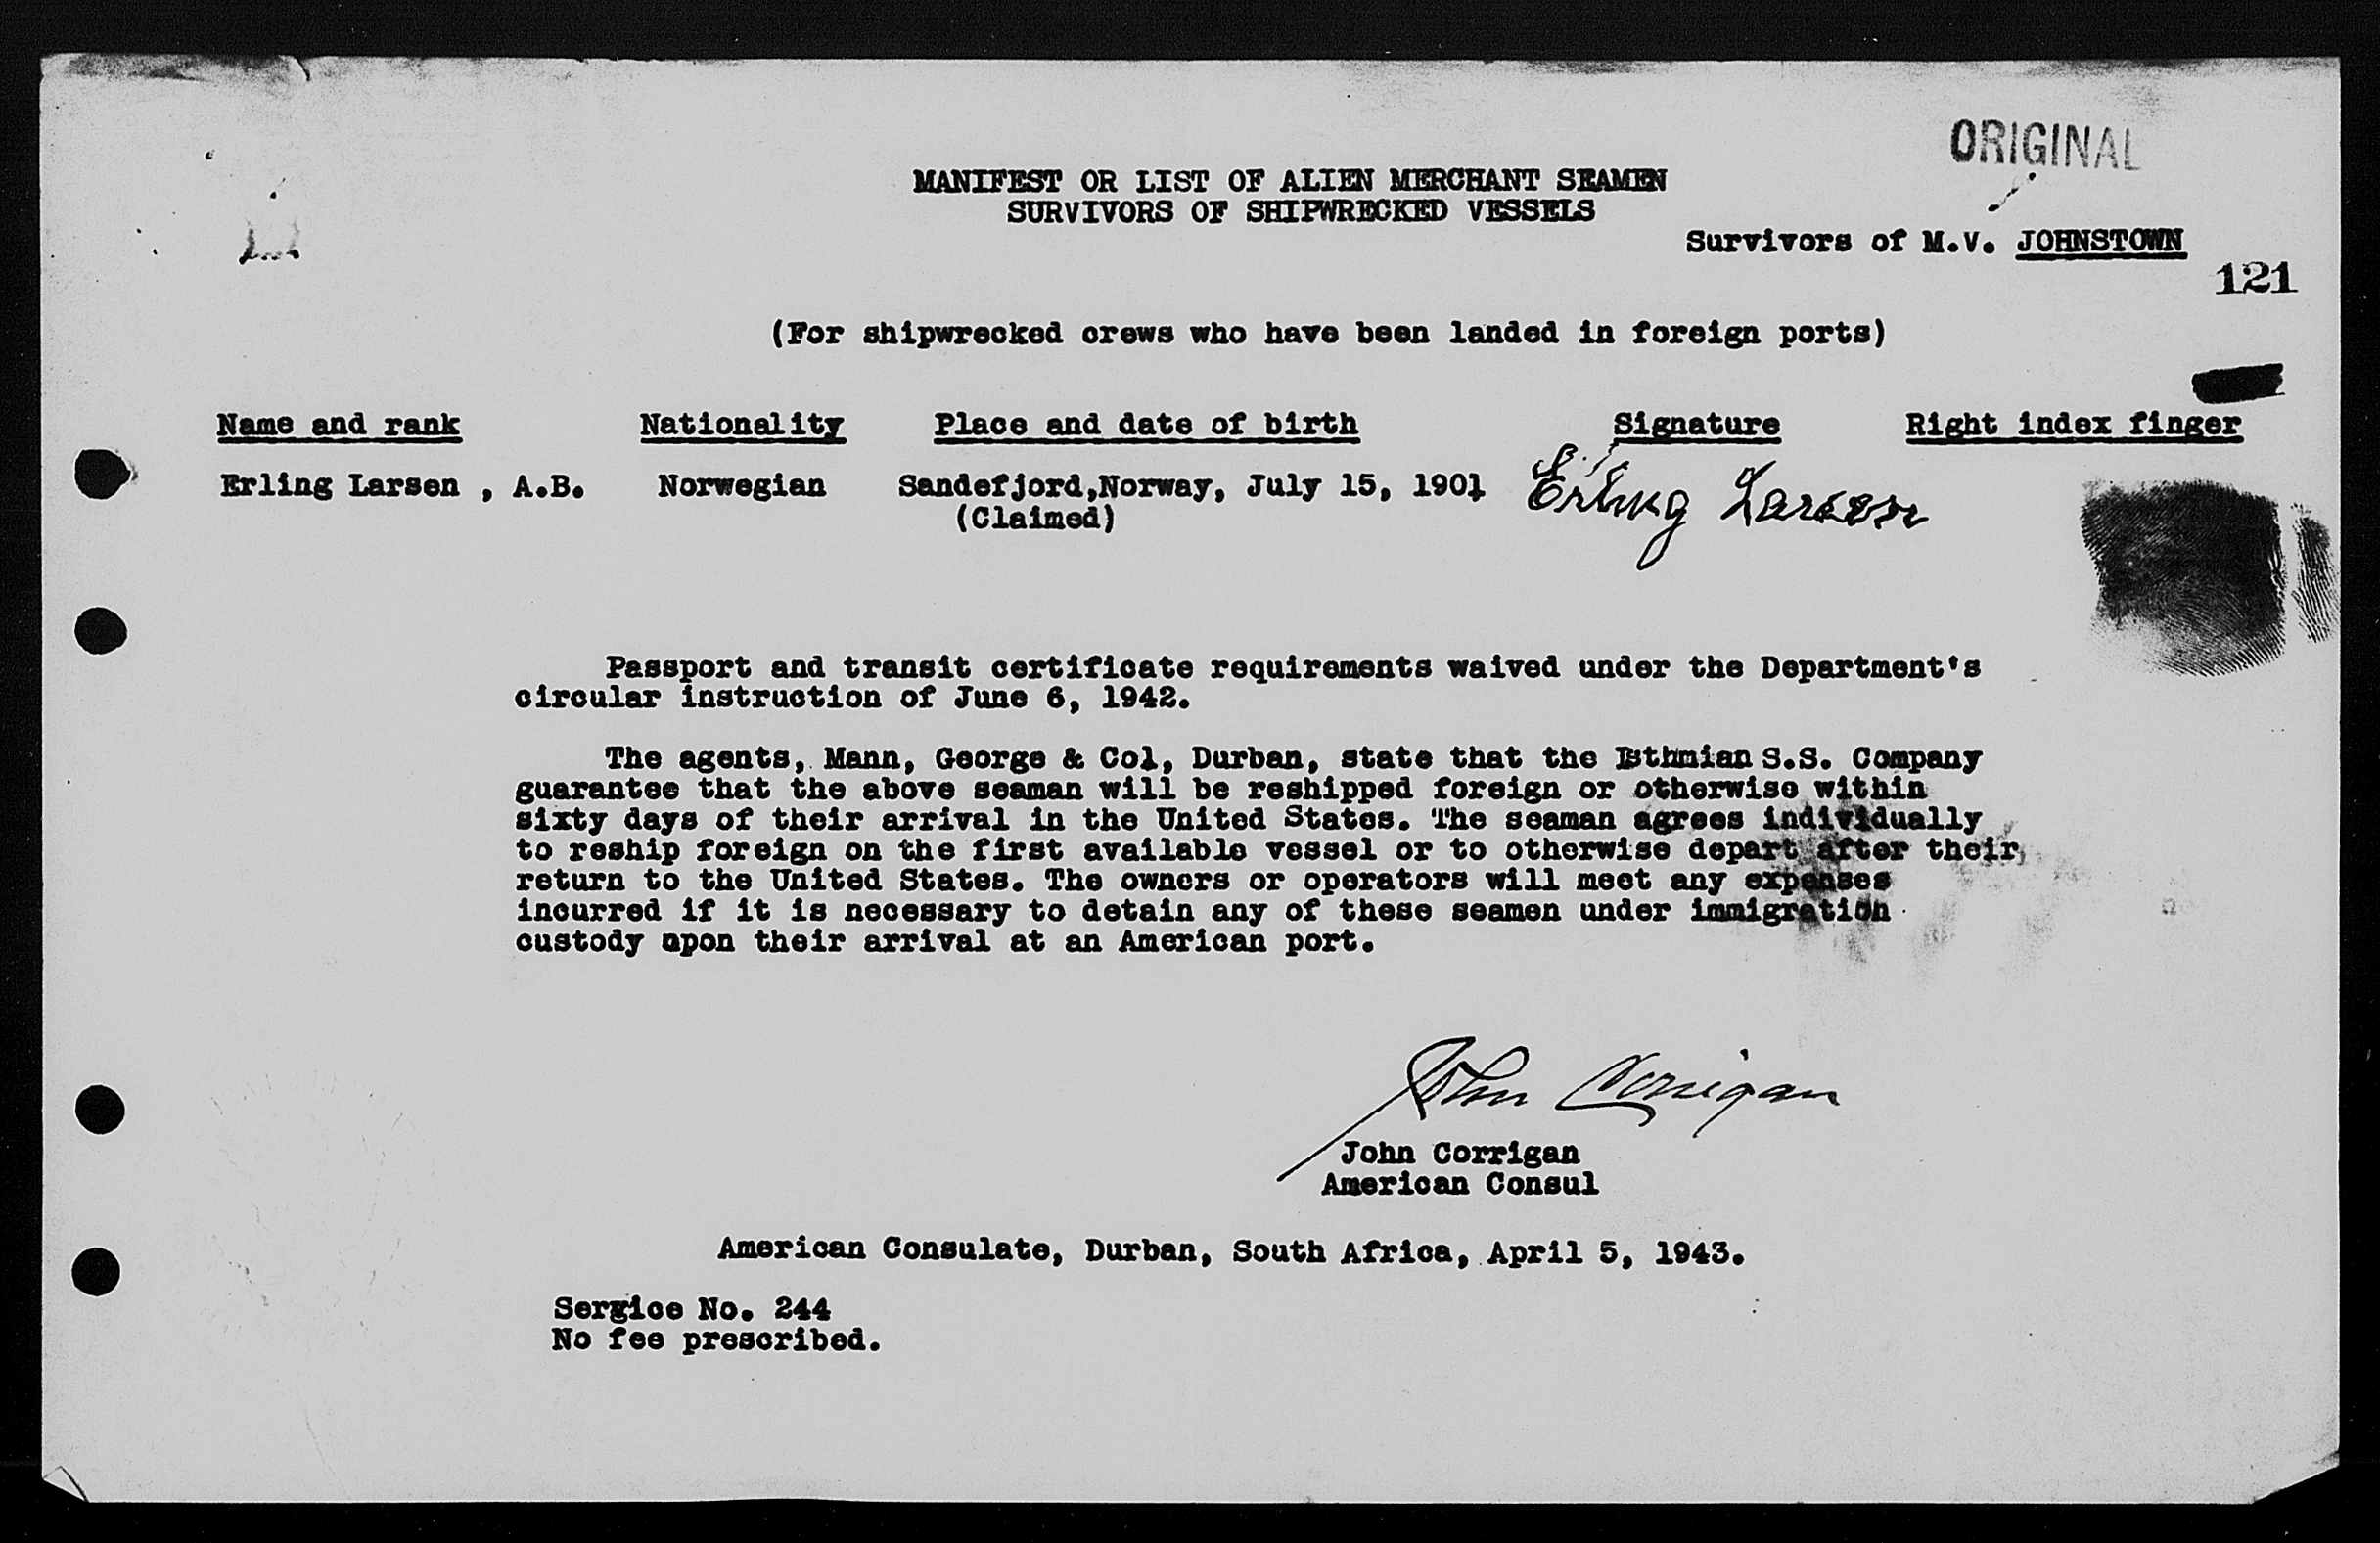 ORIGINAL
MANIFEST OR LIST OF ALIEN MERCHANT SEAMEN
SURVIVORS OF SHIPWRECKED VESSELS
Survivors of M.V. JOHNSTOWN
121
(For shipwrecked crews who have been landed in foreign ports)
Name and rank Nationality Place and date of birth Signature Right index finger
Erling Larsen , A.B. Norwegian Sandefjord,Norway, July 15, 1901 Erling Larsen
(Claimed)
Passport and transit certificate requirements waived under the Department's
circular instruction of June 6, 1942.
The agents, Mann, George & Col, Durban, state that the Isthmian S.S. Company
guarantee that the above seaman will be reshipped foreign or otherwise within
sixty days of their arrival in the United States. The seaman agrees individually
to reship foreign on the first available vessel or to otherwise depart after their
return to the United States. The owners or operators will meet any expenses
incurred if it is necessary to detain any of these seamen under immigration
custody upon their arrival at an American port.
John Corrigan
John Corrigan
American Consul
American Consulate, Durban, South Africa, April 5, 1943.
Service No. 244
No fee prescribed.